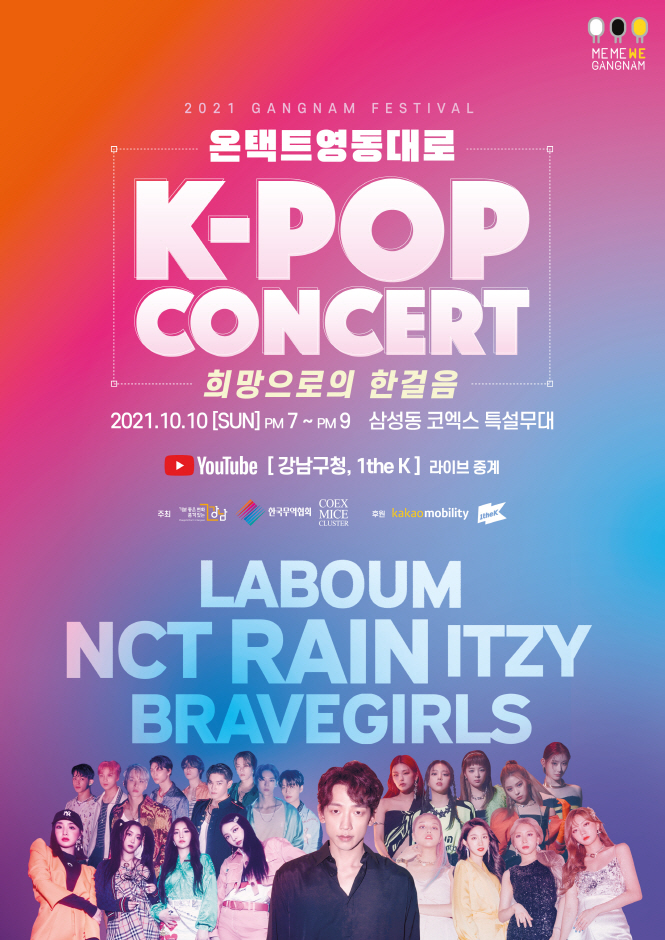 MEMEWE
GANGNAM
2021 GANGNAM FESTIVAL
온택트영동대로
K-POP
CONCERT
희망으로의 한걸음
2021.10.10 [SUN] PM 7 ~ PM 9 삼성동 코엑스 특설무대
YouTube [ 강남구청, 1the K ] 라이브 중계
주최 강남 한국무역협회 COEX MICE CLUSTER 후원 kakaomobility 1theK
LABOUM
NCT RAIN ITZY
BRAVEGIRLS